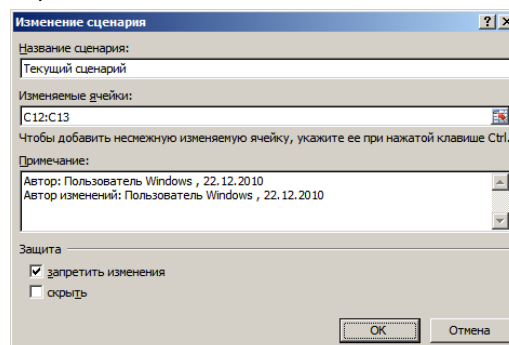 Изменение сценария
Название сценария:
Текущий сценарий
Изменяемые ячейки:
C12:C13
Чтобы добавить несмежную изменяемую ячейку, укажите ее при нажатой клавише Ctrl.
Примечание:
Автор: Пользователь Windows , 22.12.2010
Автор изменений: Пользователь Windows , 22.12.2010
Защита
запретить изменения
скрыть
ОК Отмена